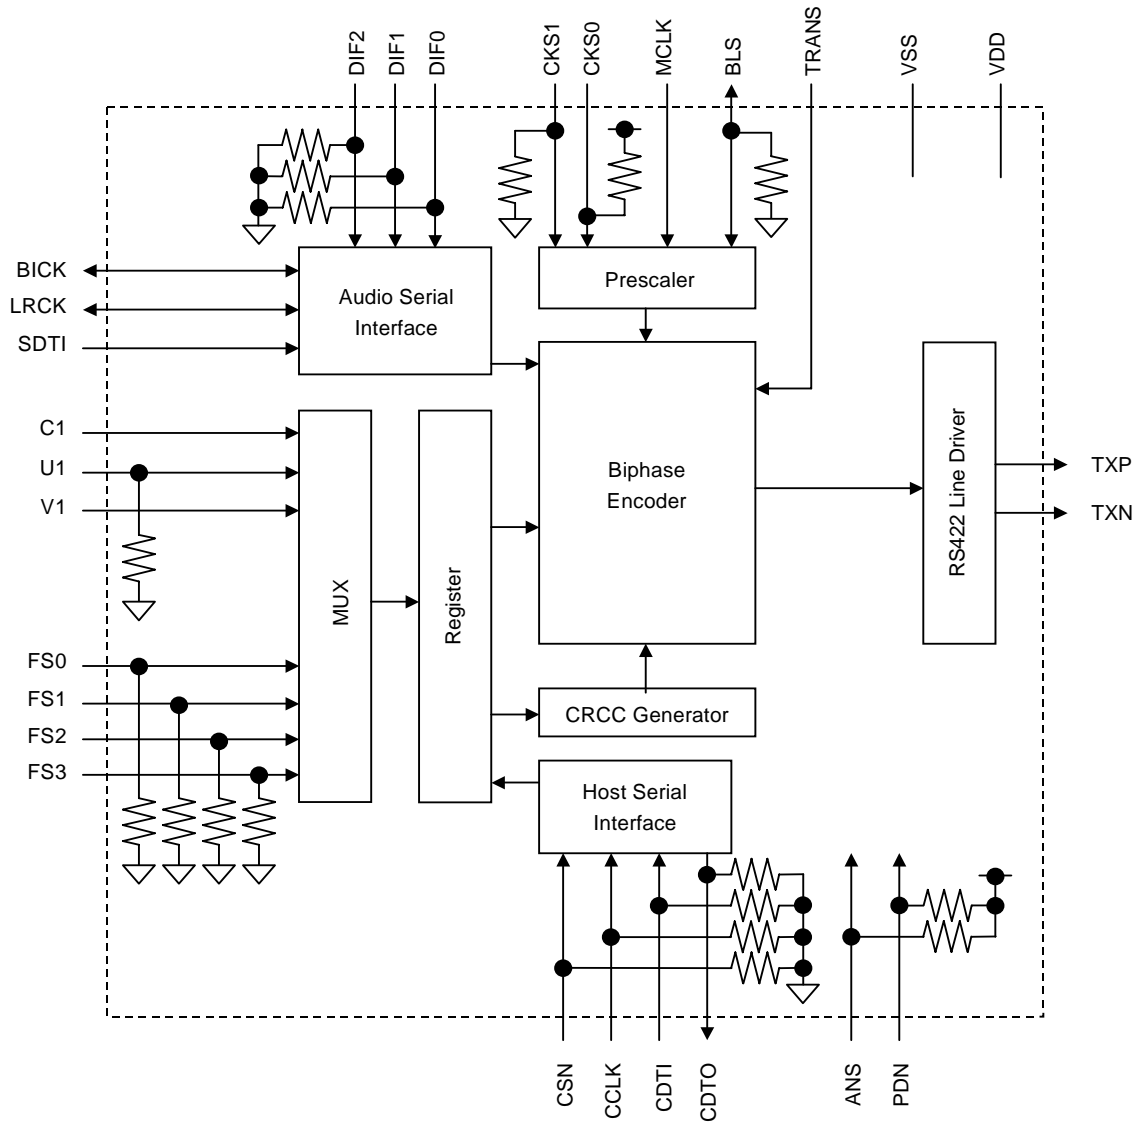 DIF2
DIF1
DIF0
CKS1
CKS0
MCLK
BLS
TRANS
VSS
VDD
BICK
LRCK
SDTI
Audio Serial
Interface
Prescaler
C1
U1
V1
MUX
Register
Biphase
Encoder
RS422 Line Driver
TXP
TXN
FS0
FS1
FS2
FS3
CRCC Generator
Host Serial
Interface
CSN
CCLK
CDTI
CDTO
ANS
PDN